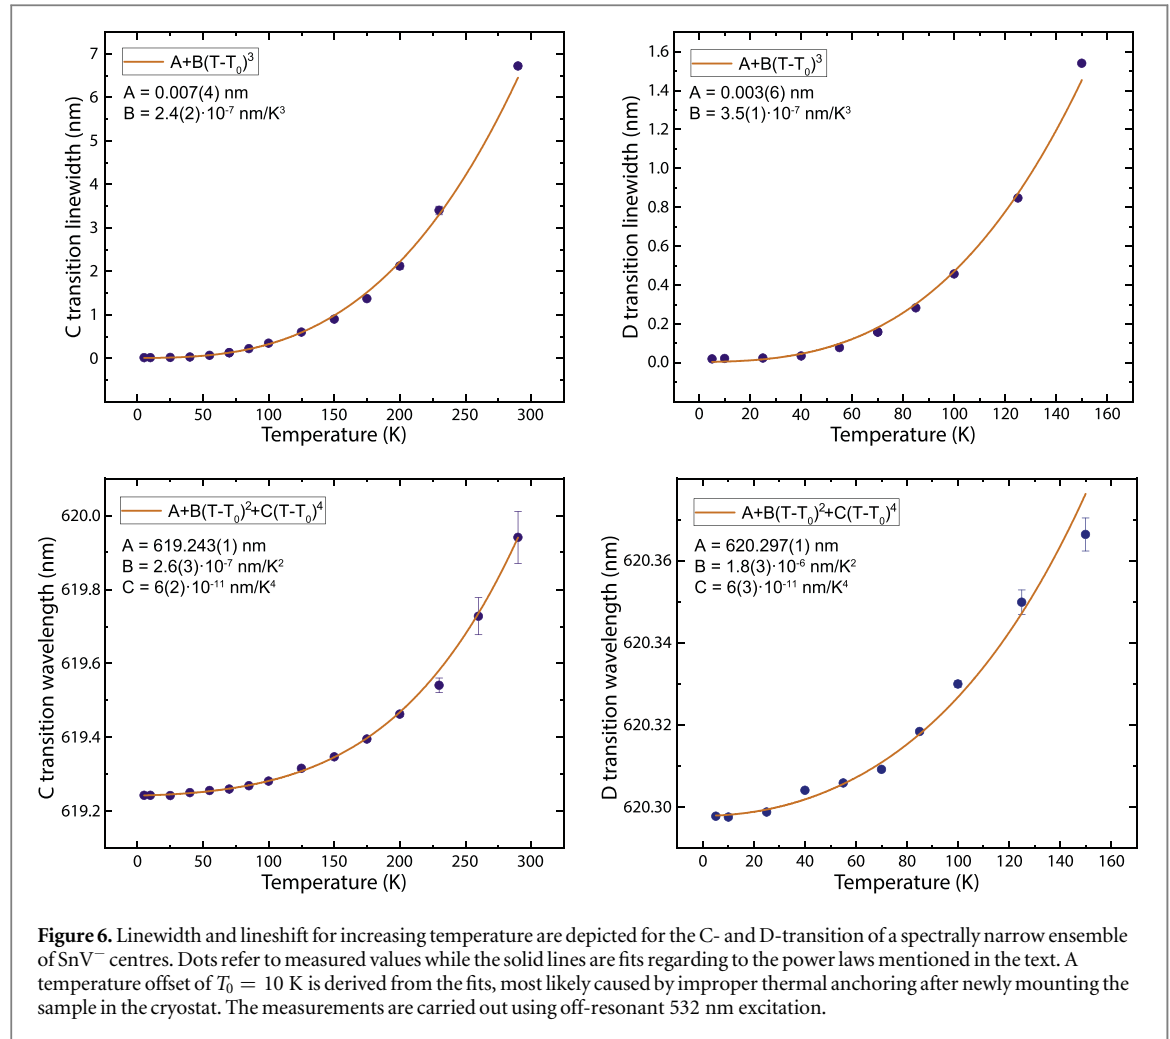 A+B(T-T₀)³
A = 0.007(4) nm
B = 2.4(2)·10⁻⁷ nm/K³
C transition linewidth (nm)
7
6
5
4
3
2
1
0
0 50 100 150 200 250 300
Temperature (K)
A+B(T-T₀)³
A = 0.003(6) nm
B = 3.5(1)·10⁻⁷ nm/K³
D transition linewidth (nm)
1.6
1.4
1.2
1.0
0.8
0.6
0.4
0.2
0.0
0 20 40 60 80 100 120 140 160
Temperature (K)
A+B(T-T₀)²+C(T-T₀)⁴
A = 619.243(1) nm
B = 2.6(3)·10⁻⁷ nm/K²
C = 6(2)·10⁻¹¹ nm/K⁴
C transition wavelength (nm)
620.0
619.8
619.6
619.4
619.2
0 50 100 150 200 250 300
Temperature (K)
A+B(T-T₀)²+C(T-T₀)⁴
A = 620.297(1) nm
B = 1.8(3)·10⁻⁶ nm/K²
C = 6(3)·10⁻¹¹ nm/K⁴
D transition wavelength (nm)
620.36
620.34
620.32
620.30
0 20 40 60 80 100 120 140 160
Temperature (K)
Figure 6. Linewidth and lineshift for increasing temperature are depicted for the C- and D-transition of a spectrally narrow ensemble
of SnV⁻ centres. Dots refer to measured values while the solid lines are fits regarding to the power laws mentioned in the text. A
temperature offset of T₀ = 10 K is derived from the fits, most likely caused by improper thermal anchoring after newly mounting the
sample in the cryostat. The measurements are carried out using off-resonant 532 nm excitation.